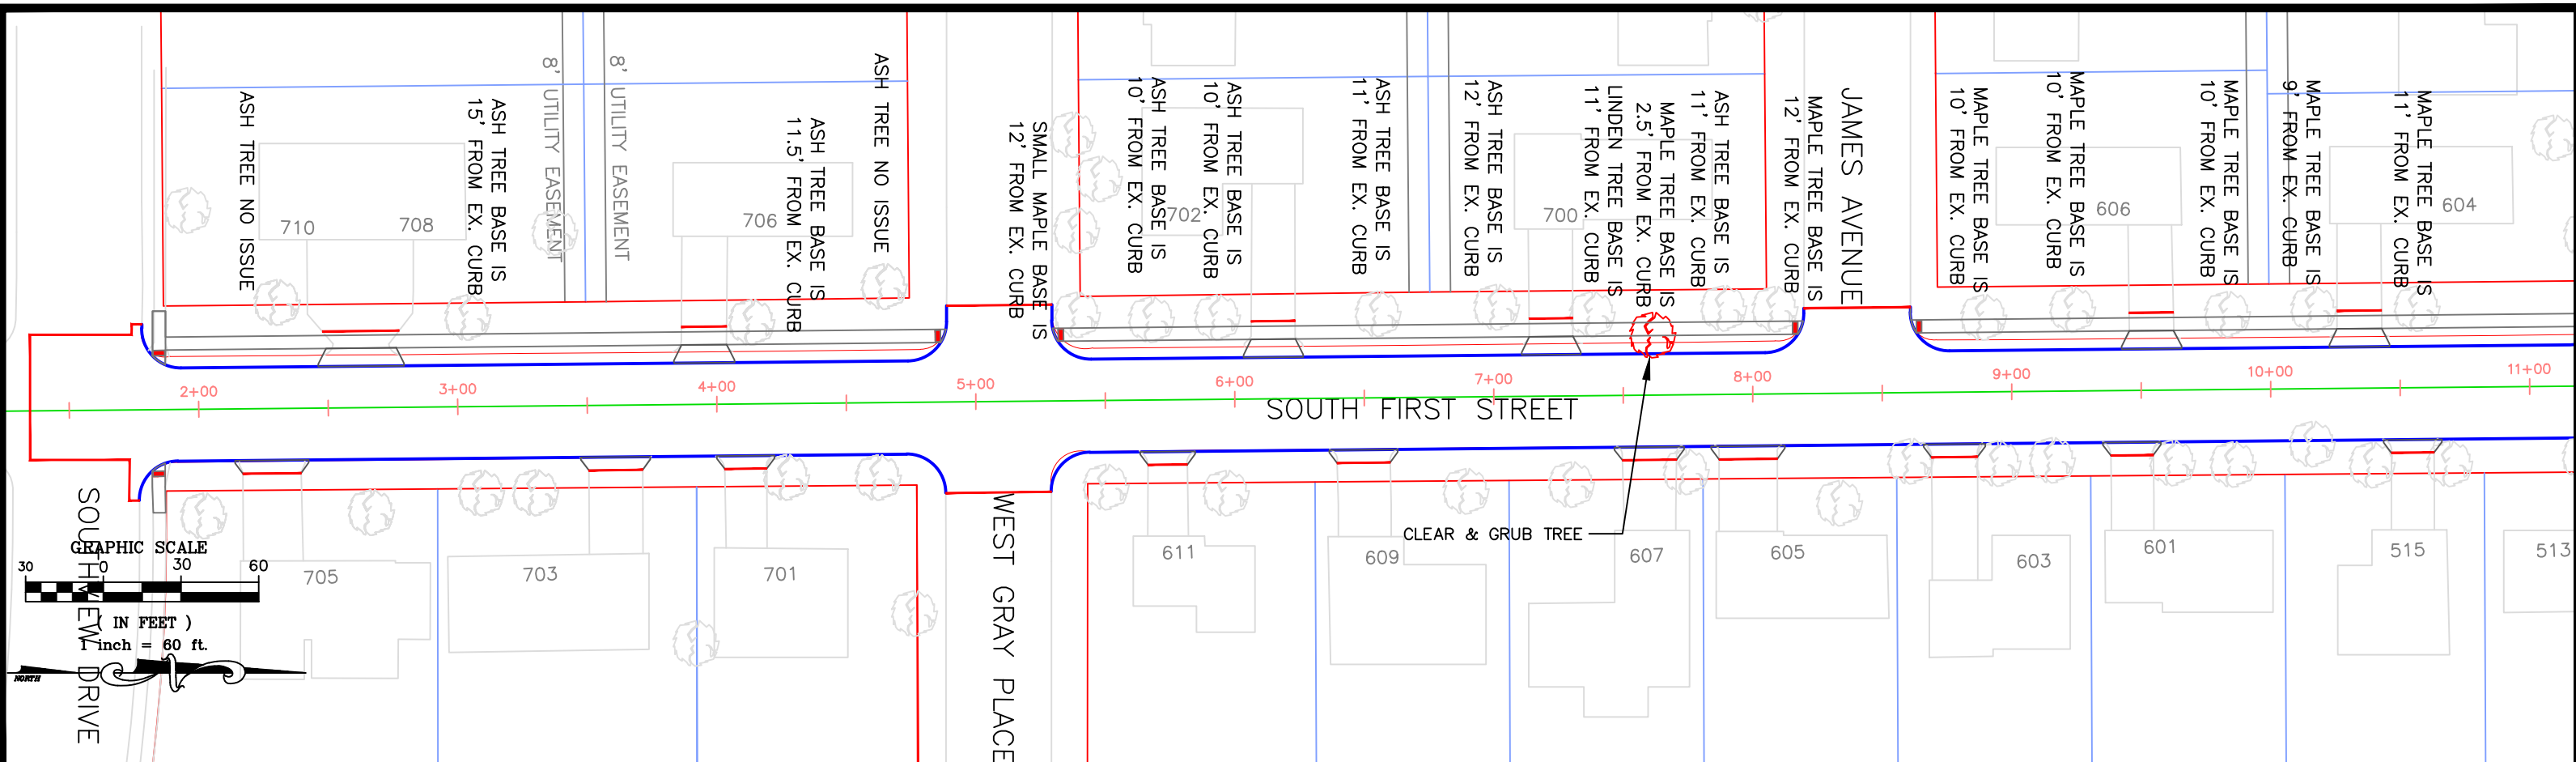 ASH TREE NO ISSUE
ASH TREE BASE IS
15' FROM EX. CURB
8' UTILITY EASEMENT
8' UTILITY EASEMENT
ASH TREE BASE IS
11.5' FROM EX. CURB
ASH TREE NO ISSUE
SMALL MAPLE BASE IS
12' FROM EX. CURB
ASH TREE BASE IS
10' FROM EX. CURB
ASH TREE BASE IS
10' FROM EX. CURB
ASH TREE BASE IS
11' FROM EX. CURB
ASH TREE BASE IS
12' FROM EX. CURB
LINDEN TREE BASE IS
11' FROM EX. CURB
MAPLE TREE BASE IS
2.5' FROM EX. CURB
ASH TREE BASE IS
11' FROM EX. CURB
MAPLE TREE BASE IS
12' FROM EX. CURB
JAMES AVENUE
MAPLE TREE BASE IS
10' FROM EX. CURB
MAPLE TREE BASE IS
10' FROM EX. CURB
MAPLE TREE BASE IS
10' FROM EX. CURB
MAPLE TREE BASE IS
9' FROM EX. CURB
MAPLE TREE BASE IS
11' FROM EX. CURB
710
708
706
702
700
606
604
2+00
3+00
4+00
5+00
6+00
7+00
8+00
9+00
10+00
11+00
SOUTH FIRST STREET
CLEAR & GRUB TREE
SOUTHVIEW DRIVE
WEST GRAY PLACE
705
703
701
611
609
607
605
603
601
515
513
GRAPHIC SCALE
30 0 30 60
( IN FEET )
1 inch = 60 ft.
NORTH